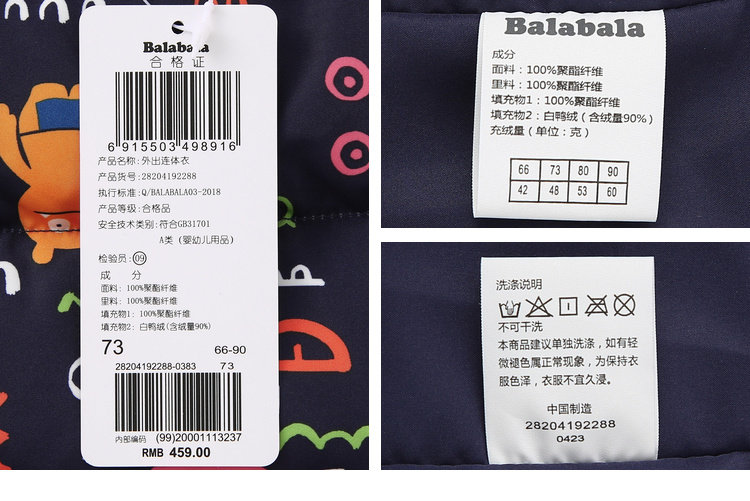 Balabala
合格证
6 915503 498916
产品名称: 外出连体衣
产品货号: 28204192288
执行标准: Q/BALABALA03-2018
产品等级: 合格品
安全技术类别: 符合GB31701
A类 (婴幼儿用品)
检验员: 09
成 分
面料: 100%聚酯纤维
里料: 100%聚酯纤维
填充物1: 100%聚酯纤维
填充物2: 白鸭绒(含绒量90%)
73 66-90
28204192288-0383 73
内部编码 (99)20001113237
RMB 459.00
Balabala
成分
面料: 100%聚酯纤维
里料: 100%聚酯纤维
填充物1: 100%聚酯纤维
填充物2: 白鸭绒 (含绒量90%)
充绒量 (单位: 克)
66 73 80 90
42 48 53 60
洗涤说明
不可干洗
本商品建议单独洗涤, 如有轻
微褪色属正常现象, 为保持衣
服色泽, 衣服不宜久浸。
中国制造
28204192288
0423